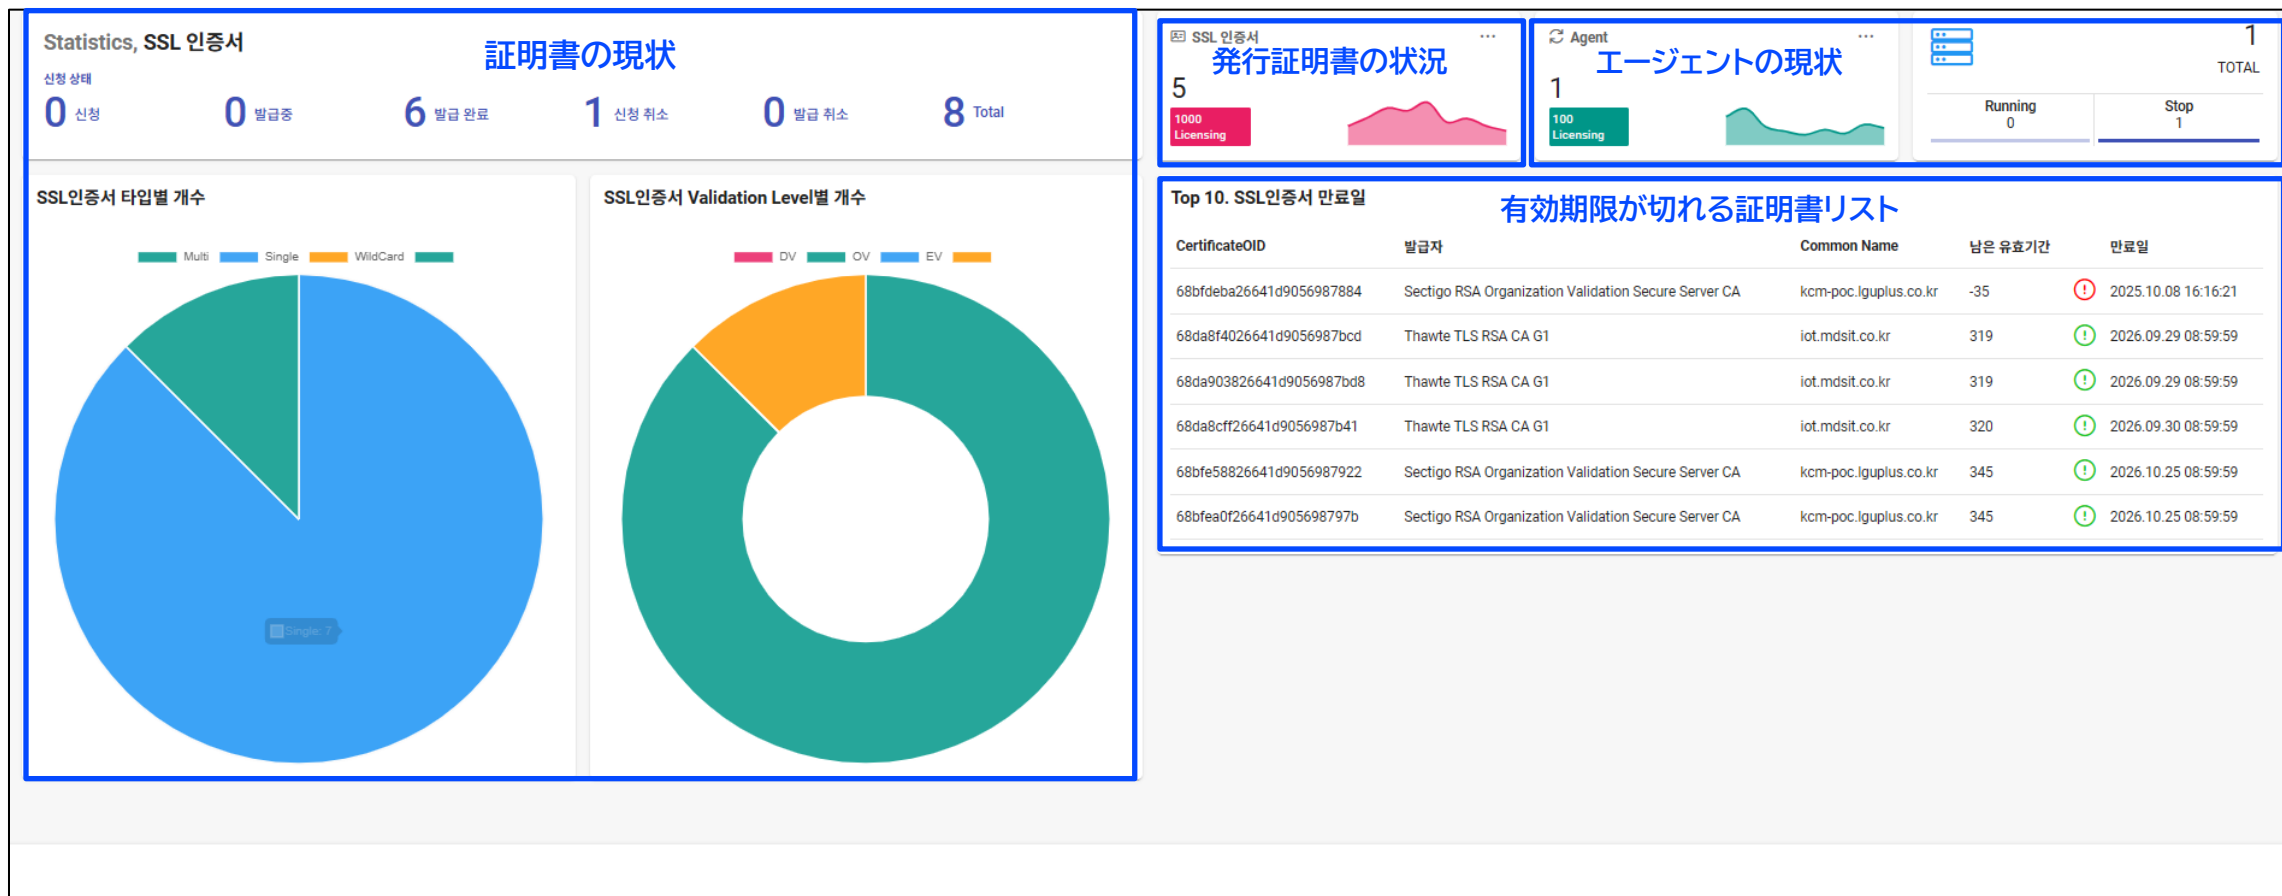 Statistics, SSL 인증서
証明書の現状
신청 상태
0 신청
0 발급중
6 발급 완료
1 신청 취소
0 발급 취소
8 Total
SSL인증서 타입별 개수
Multi Single WildCard
Single: 7
SSL인증서 Validation Level별 개수
DV OV EV
SSL 인증서 ...
発行証明書の状況
5
1000
Licensing
Agent ...
エージェントの現状
1
100
Licensing
1
TOTAL
Running Stop
0 1
Top 10. SSL인증서 만료일
有効期限が切れる証明書リスト
CertificateOID 발급자 Common Name 남은 유효기간 만료일
68bfdeba26641d9056987884 Sectigo RSA Organization Validation Secure Server CA kcm-poc.lguplus.co.kr -35 2025.10.08 16:16:21
68da8f4026641d9056987bcd Thawte TLS RSA CA G1 iot.mdsit.co.kr 319 2026.09.29 08:59:59
68da903826641d9056987bd8 Thawte TLS RSA CA G1 iot.mdsit.co.kr 319 2026.09.29 08:59:59
68da8cff26641d9056987b41 Thawte TLS RSA CA G1 iot.mdsit.co.kr 320 2026.09.30 08:59:59
68bfe58826641d9056987922 Sectigo RSA Organization Validation Secure Server CA kcm-poc.lguplus.co.kr 345 2026.10.25 08:59:59
68bfea0f26641d905698797b Sectigo RSA Organization Validation Secure Server CA kcm-poc.lguplus.co.kr 345 2026.10.25 08:59:59